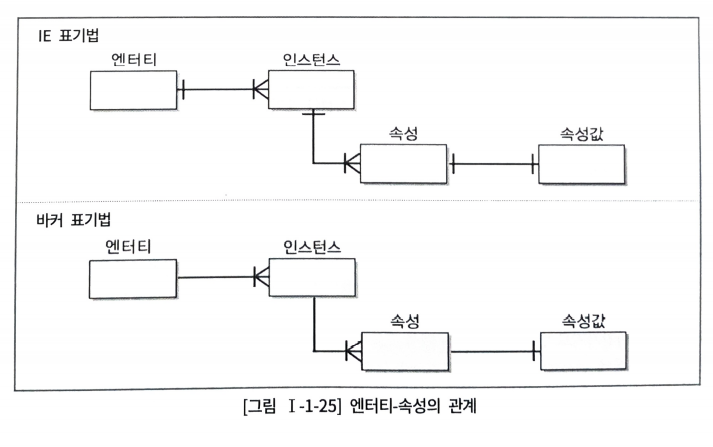 IE 표기법
엔터티
인스턴스
속성
속성값
바커 표기법
엔터티
인스턴스
속성
속성값
[그림 Ⅰ-1-25] 엔터티-속성의 관계